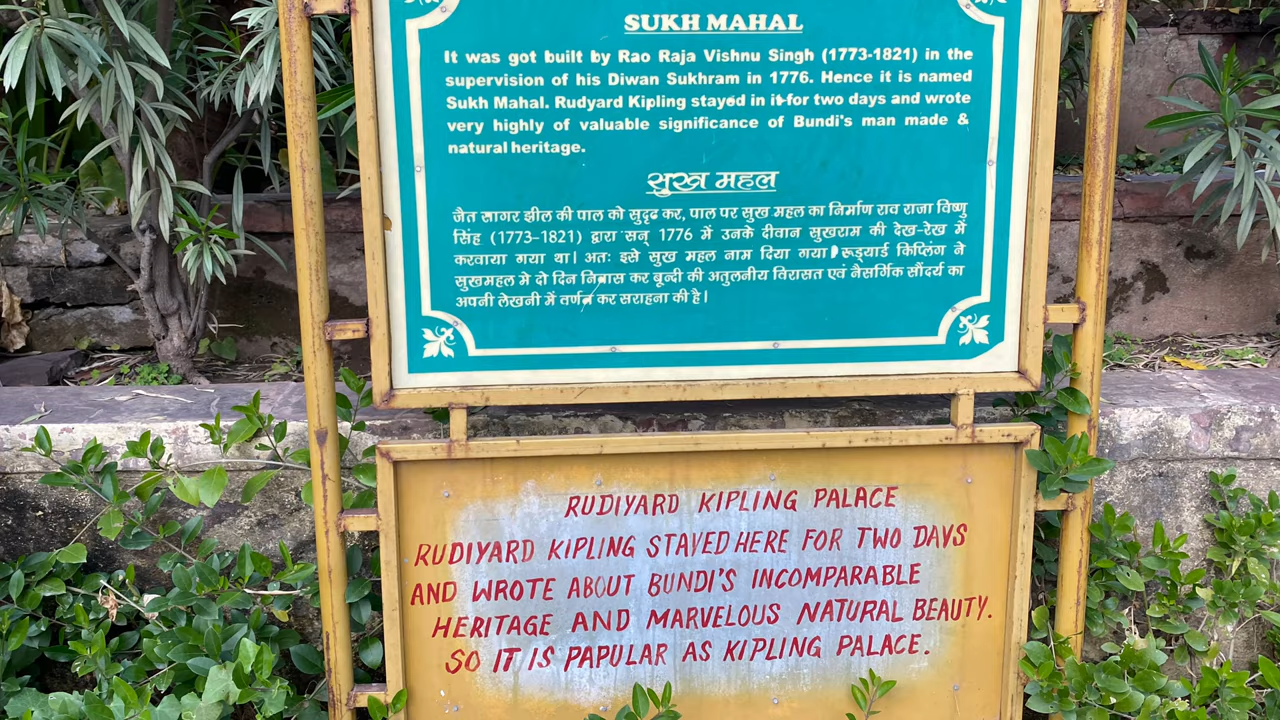 SUKH MAHAL
It was got built by Rao Raja Vishnu Singh (1773-1821) in the
supervision of his Diwan Sukhram in 1776. Hence it is named
Sukh Mahal. Rudyard Kipling stayed in it for two days and wrote
very highly of valuable significance of Bundi's man made &
natural heritage.
सुख महल
जैत सागर झील की पाल को सुदृढ कर, पाल पर सुख महल का निर्माण राव राजा विष्णु
सिंह (1773-1821) द्वारा सन् 1776 में उनके दीवान सुखराम की देख-रेख में
करवाया गया था। अतः इसे सुख महल नाम दिया गया। रूड्यार्ड किप्लिंग ने
सुखमहल मे दो दिन निवास कर बून्दी की अतुलनीय विरासत एवं नैसर्गिक सौंदर्य का
अपनी लेखनी में वर्णन कर सराहना की है।
RUDIYARD KIPLING PALACE
RUDIYARD KIPLING STAYED HERE FOR TWO DAYS
AND WROTE ABOUT BUNDI'S INCOMPARABLE
HERITAGE AND MARVELOUS NATURAL BEAUTY.
SO IT IS PAPULAR AS KIPLING PALACE.